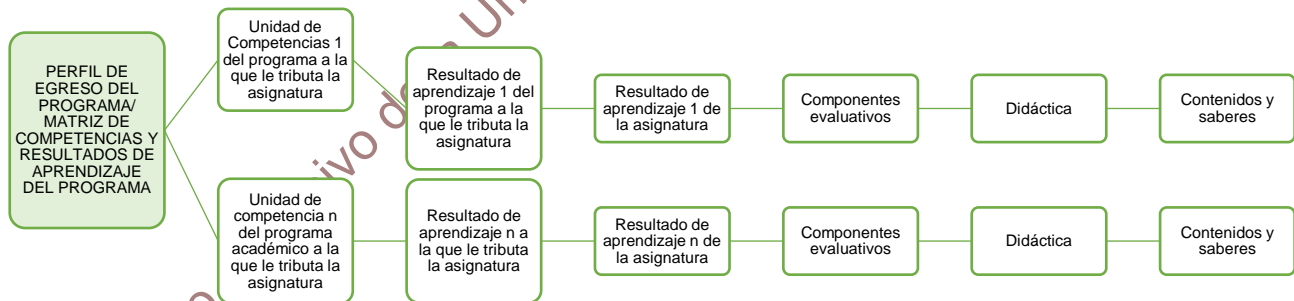 PERFIL DE
EGRESO DEL
PROGRAMA/
MATRIZ DE
COMPETENCIAS Y
RESULTADOS DE
APRENDIZAJE
DEL PROGRAMA
Unidad de
Competencias 1
del programa a la
que le tributa la
asignatura
Resultado de
aprendizaje 1 del
programa a la
que le tributa la
asignatura
Resultado de
aprendizaje 1 de
la asignatura
Componentes
evaluativos
Didáctica
Contenidos y
saberes
Unidad de
competencia n
del programa
académico a la
que le tributa la
asignatura
Resultado de
aprendizaje n a
la que le tributa
la asignatura
Resultado de
aprendizaje n de
la asignatura
Componentes
evaluativos
Didáctica
Contenidos y
saberes